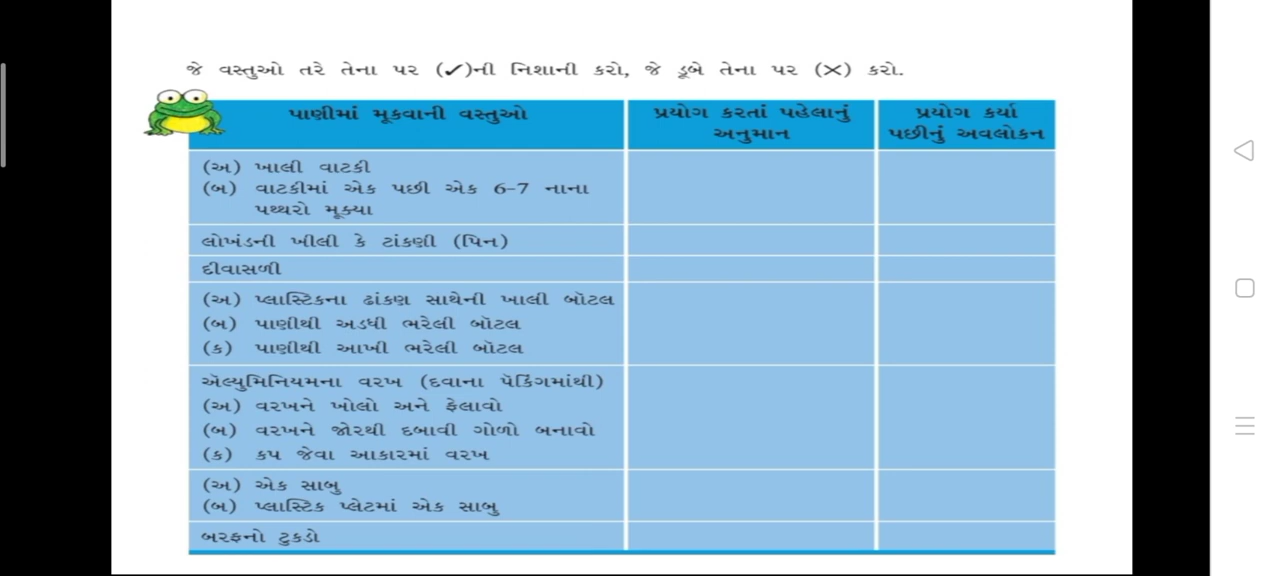 જે વસ્તુઓ તરે તેના પર (✓)ની નિશાની કરો, જે ડૂબે તેના પર (✕) કરો.
પાણીમાં મૂકવાની વસ્તુઓ
પ્રયોગ કરતાં પહેલાનું
અનુમાન
પ્રયોગ કર્યા
પછીનું અવલોકન
(અ) ખાલી વાટકી
(બ) વાટકીમાં એક પછી એક 6-7 નાના
પથ્થરો મૂક્યા
લોખંડની ખીલી કે ટાંકણી (પિન)
દીવાસળી
(અ) પ્લાસ્ટિકના ઢાંકણ સાથેની ખાલી બૉટલ
(બ) પાણીથી અડધી ભરેલી બૉટલ
(ક) પાણીથી આખી ભરેલી બૉટલ
ઍલ્યુમિનિયમના વરખ (દવાના પૅકિંગમાંથી)
(અ) વરખને ખોલો અને ફેલાવો
(બ) વરખને જોરથી દબાવી ગોળો બનાવો
(ક) કપ જેવા આકારમાં વરખ
(અ) એક સાબુ
(બ) પ્લાસ્ટિક પ્લેટમાં એક સાબુ
બરફનો ટુકડો